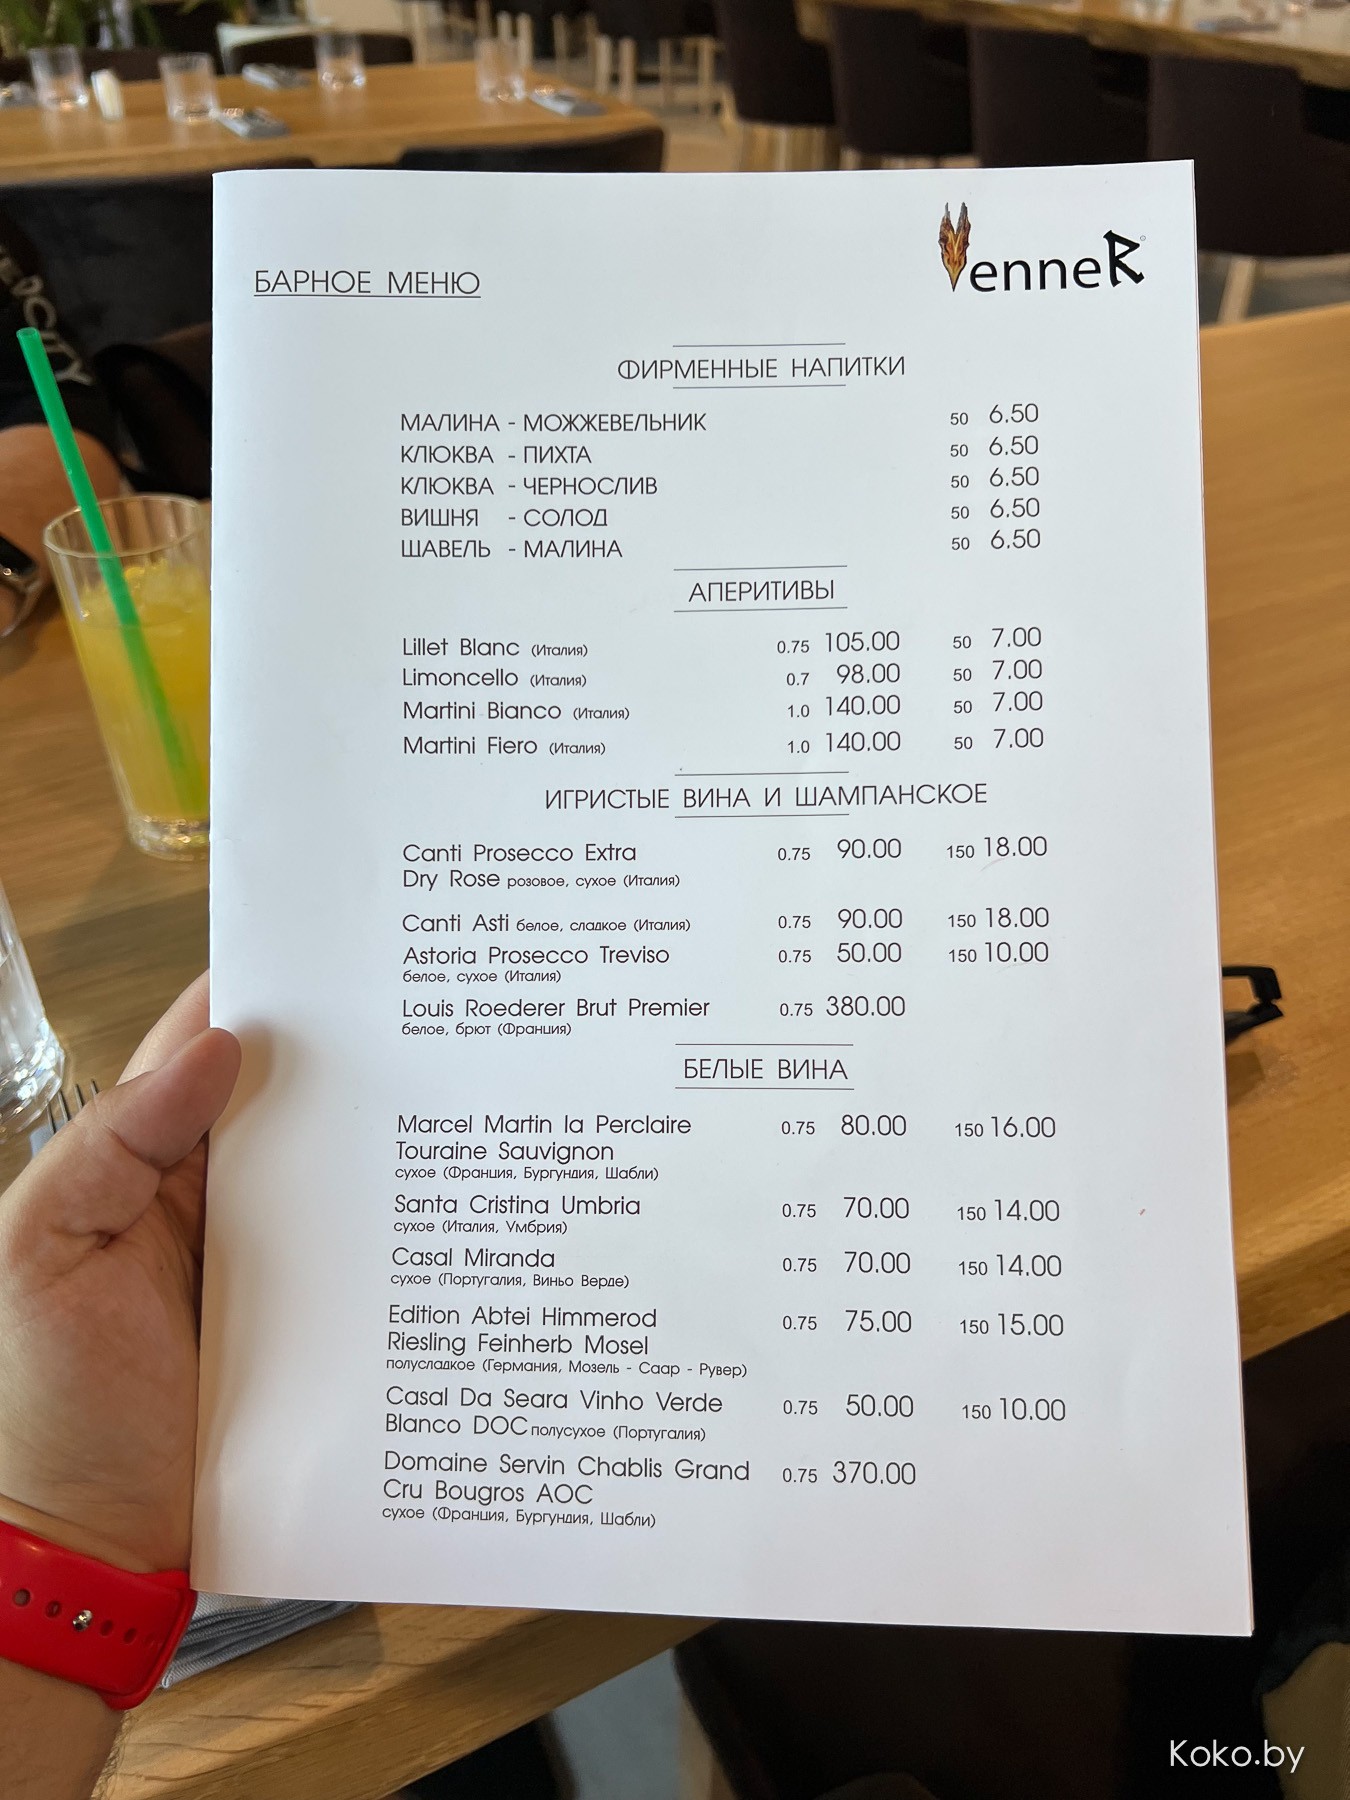 VenneR
БАРНОЕ МЕНЮ
ФИРМЕННЫЕ НАПИТКИ
МАЛИНА - МОЖЖЕВЕЛЬНИК 50 6.50
КЛЮКВА - ПИХТА 50 6.50
КЛЮКВА - ЧЕРНОСЛИВ 50 6.50
ВИШНЯ - СОЛОД 50 6.50
ЩАВЕЛЬ - МАЛИНА 50 6.50
АПЕРИТИВЫ
Lillet Blanc (Италия) 0.75 105.00 50 7.00
Limoncello (Италия) 0.7 98.00 50 7.00
Martini Bianco (Италия) 1.0 140.00 50 7.00
Martini Fiero (Италия) 1.0 140.00 50 7.00
ИГРИСТЫЕ ВИНА И ШАМПАНСКОЕ
Canti Prosecco Extra 0.75 90.00 150 18.00
Dry Rose розовое, сухое (Италия)
Canti Asti белое, сладкое (Италия) 0.75 90.00 150 18.00
Astoria Prosecco Treviso 0.75 50.00 150 10.00
белое, сухое (Италия)
Louis Roederer Brut Premier 0.75 380.00
белое, брют (Франция)
БЕЛЫЕ ВИНА
Marcel Martin la Perclaire 0.75 80.00 150 16.00
Touraine Sauvignon
сухое (Франция, Бургундия, Шабли)
Santa Cristina Umbria 0.75 70.00 150 14.00
сухое (Италия, Умбрия)
Casal Miranda 0.75 70.00 150 14.00
сухое (Португалия, Виньо Верде)
Edition Abtei Himmerod 0.75 75.00 150 15.00
Riesling Feinherb Mosel
полусладкое (Германия, Мозель - Саар - Рувер)
Casal Da Seara Vinho Verde 0.75 50.00 150 10.00
Blanco DOC полусухое (Португалия)
Domaine Servin Chablis Grand 0.75 370.00
Cru Bougros AOC
сухое (Франция, Бургундия, Шабли)
Koko.by